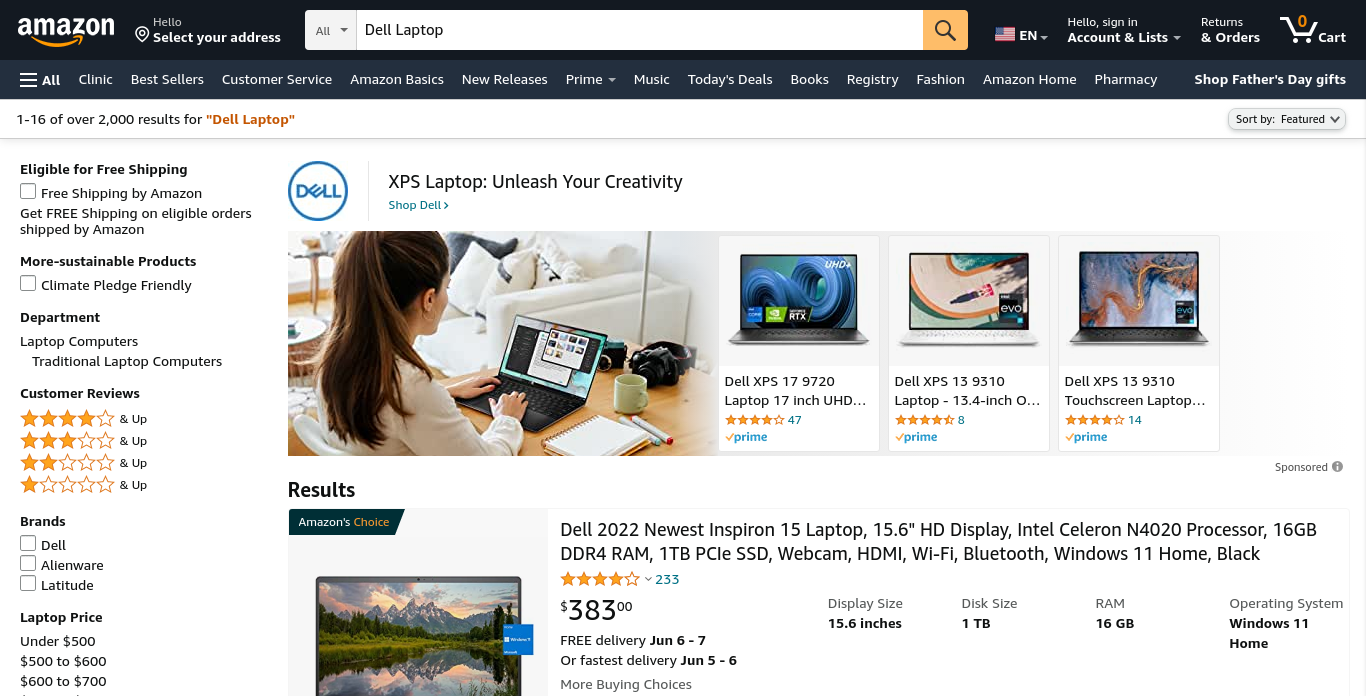 amazon
Hello
Select your address
All
Dell Laptop
EN
Hello, sign in
Account & Lists
Returns
& Orders
0
Cart
All
Clinic
Best Sellers
Customer Service
Amazon Basics
New Releases
Prime
Music
Today's Deals
Books
Registry
Fashion
Amazon Home
Pharmacy
Shop Father's Day gifts
1-16 of over 2,000 results for "Dell Laptop"
Sort by: Featured
Eligible for Free Shipping
Free Shipping by Amazon
Get FREE Shipping on eligible orders
shipped by Amazon
More-sustainable Products
Climate Pledge Friendly
Department
Laptop Computers
Traditional Laptop Computers
Customer Reviews
& Up
& Up
& Up
& Up
Brands
Dell
Alienware
Latitude
Laptop Price
Under $500
$500 to $600
$600 to $700
DELL
XPS Laptop: Unleash Your Creativity
Shop Dell ›
UHD+
RTX
Dell XPS 17 9720
Laptop 17 inch UHD…
47
prime
evo
Dell XPS 13 9310
Laptop - 13.4-inch O…
8
prime
evo
Dell XPS 13 9310
Touchscreen Laptop…
14
prime
Sponsored
Results
Amazon's Choice
Windows 11
Dell 2022 Newest Inspiron 15 Laptop, 15.6" HD Display, Intel Celeron N4020 Processor, 16GB
DDR4 RAM, 1TB PCIe SSD, Webcam, HDMI, Wi-Fi, Bluetooth, Windows 11 Home, Black
233
$383 00
FREE delivery Jun 6 - 7
Or fastest delivery Jun 5 - 6
More Buying Choices
Display Size
15.6 inches
Disk Size
1 TB
RAM
16 GB
Operating System
Windows 11
Home